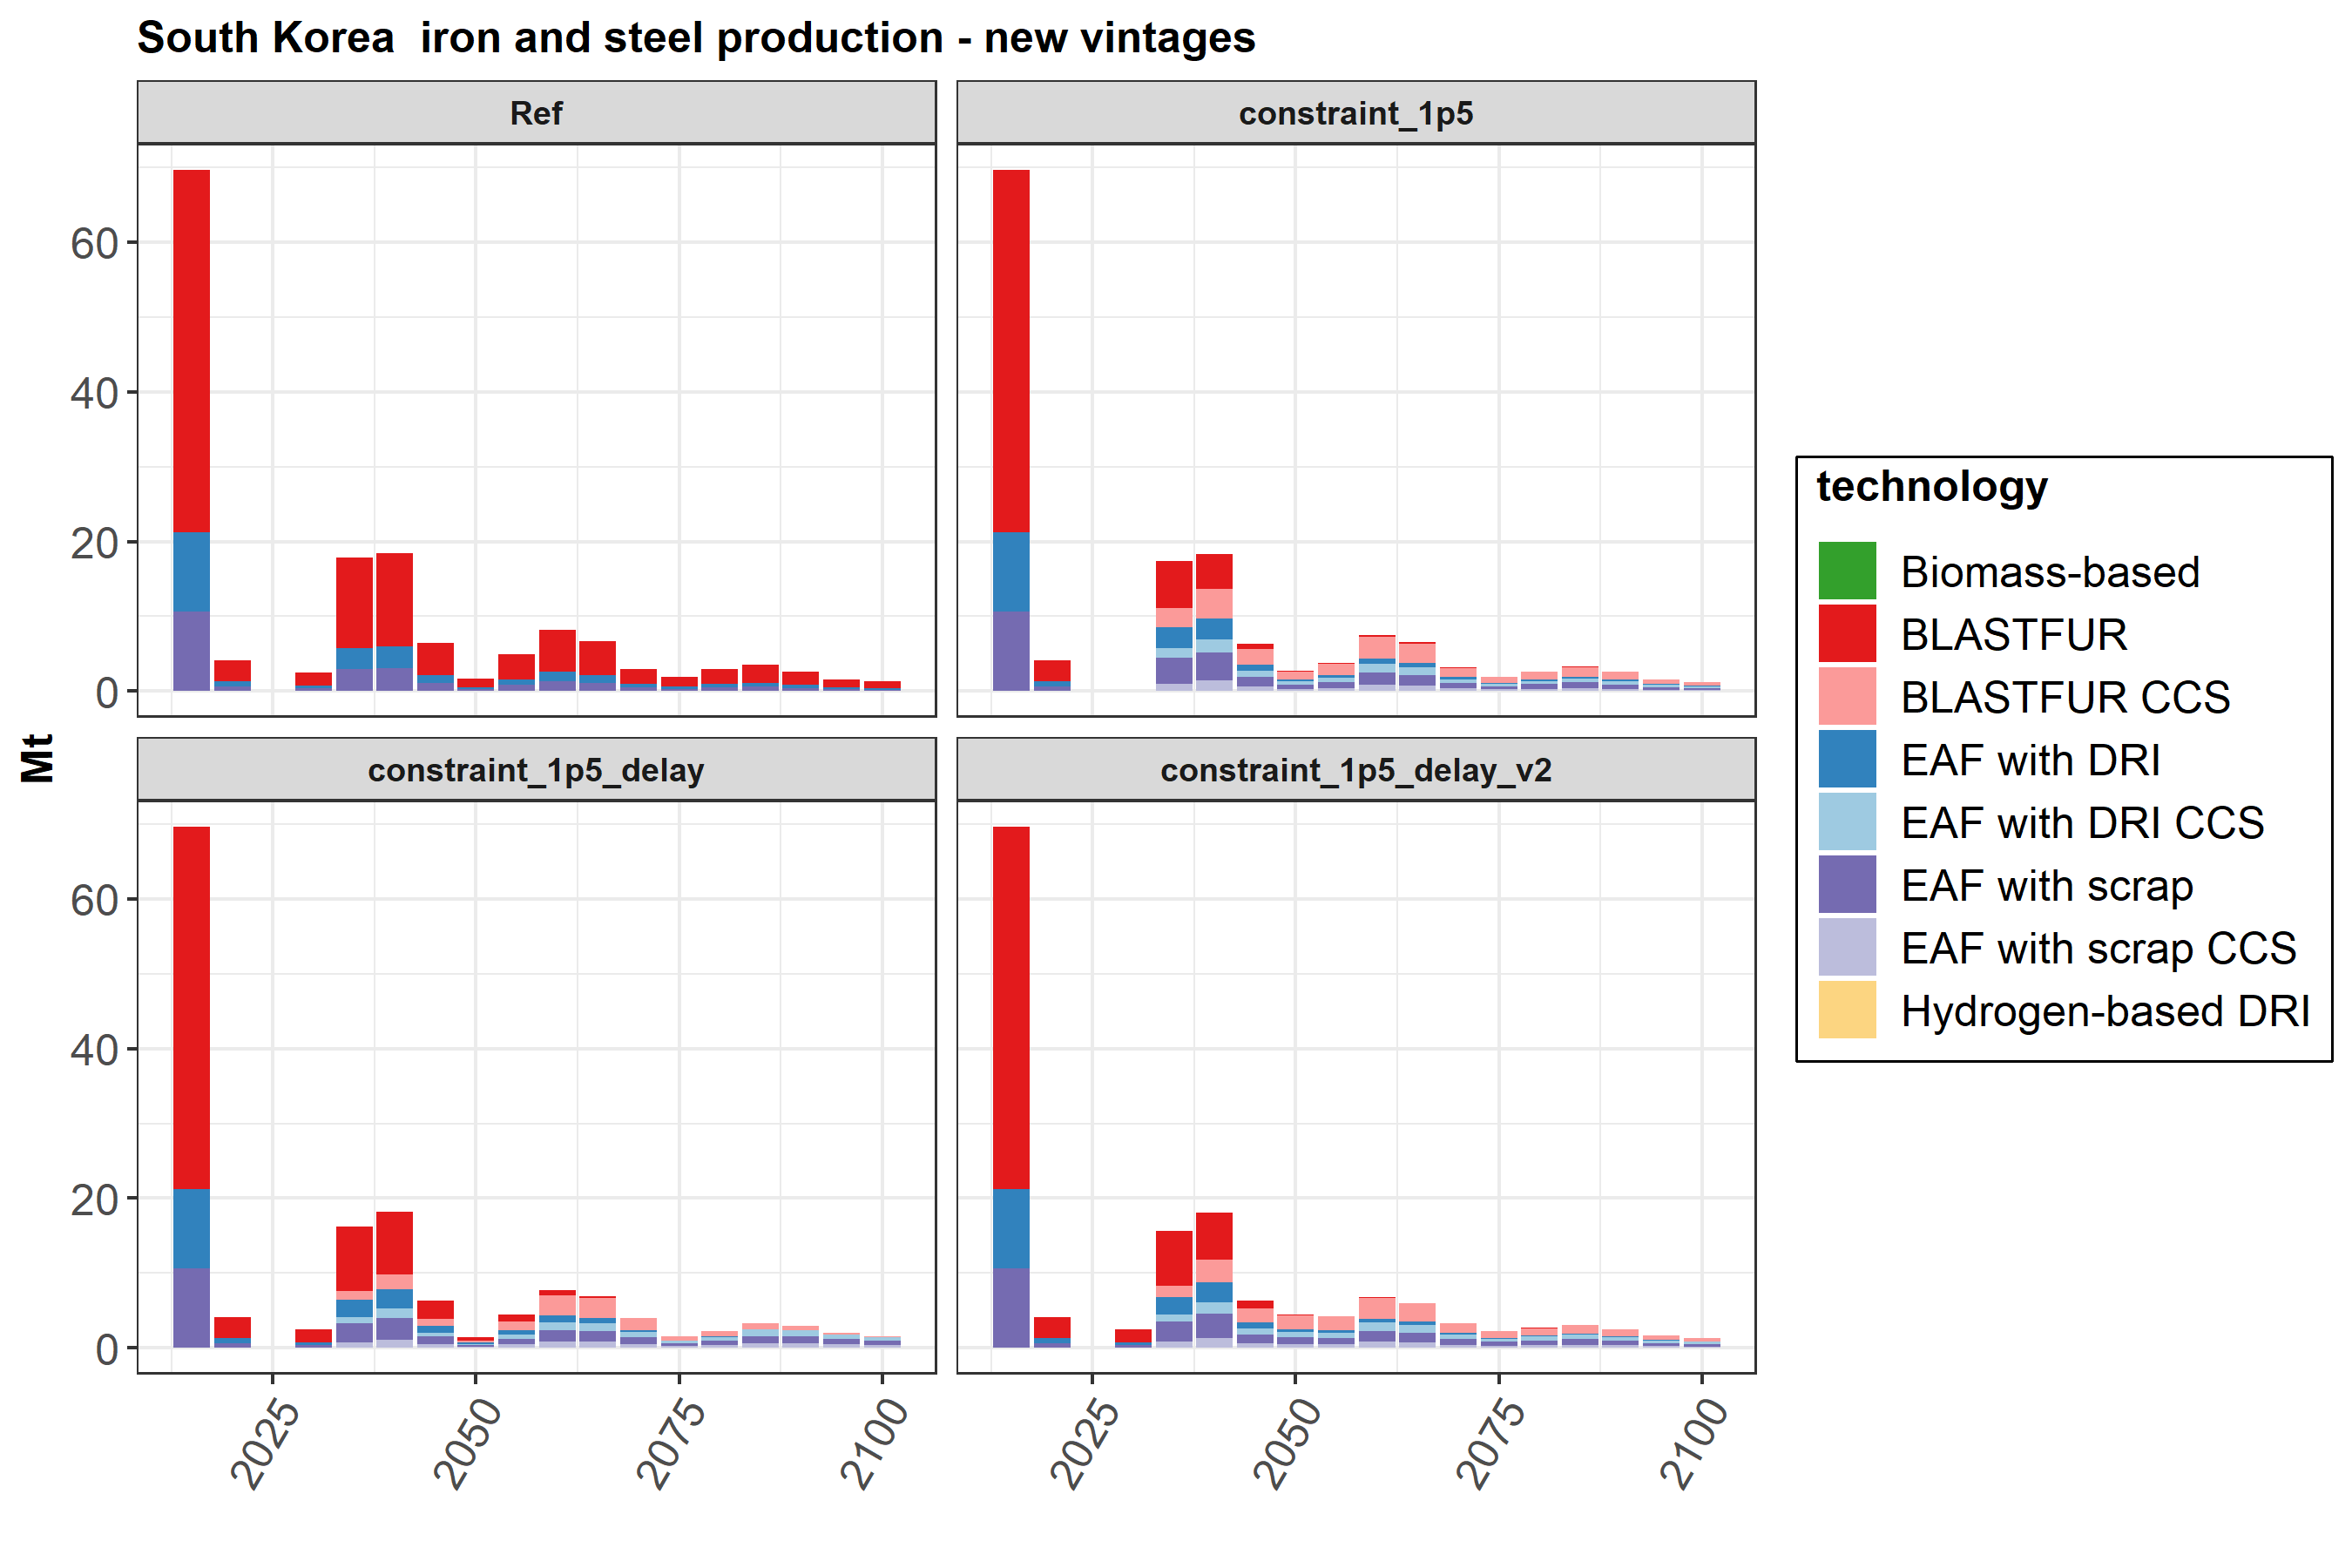 South Korea  iron and steel production - new vintages
Ref
constraint_1p5
60
40
20
0
Mt
constraint_1p5_delay
constraint_1p5_delay_v2
60
40
20
0
2025
2050
2075
2100
2025
2050
2075
2100
technology
Biomass-based
BLASTFUR
BLASTFUR CCS
EAF with DRI
EAF with DRI CCS
EAF with scrap
EAF with scrap CCS
Hydrogen-based DRI